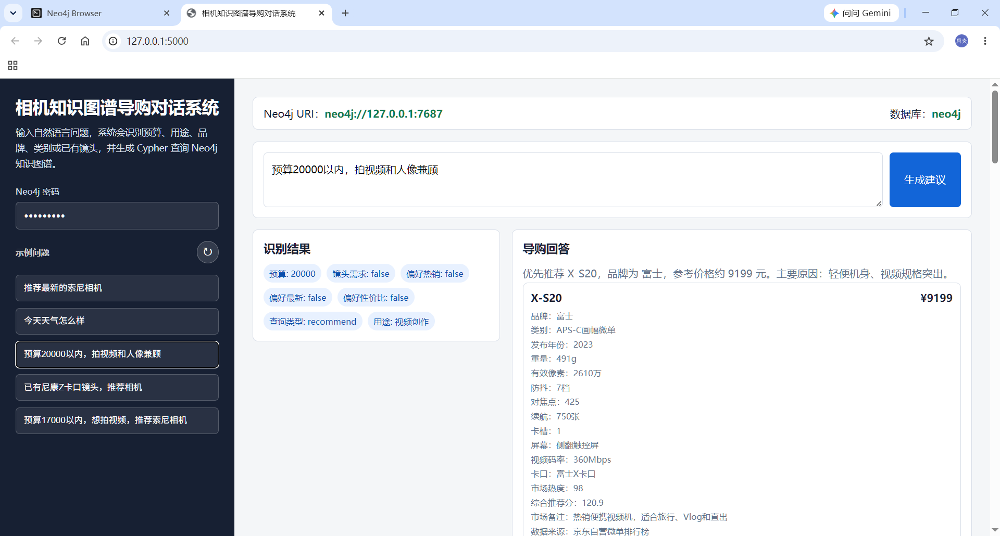 Neo4j Browser
相机知识图谱导购对话系统
问问 Gemini
127.0.0.1:5000
启炎
相机知识图谱导购对话系统
输入自然语言问题，系统会识别预算、用途、品
牌、类别或已有镜头，并生成 Cypher 查询 Neo4j
知识图谱。
Neo4j 密码
•••••••••
示例问题
推荐最新的索尼相机
今天天气怎么样
预算20000以内，拍视频和人像兼顾
已有尼康Z卡口镜头，推荐相机
预算17000以内，想拍视频，推荐索尼相机
Neo4j URI：neo4j://127.0.0.1:7687
数据库：neo4j
预算20000以内，拍视频和人像兼顾
生成建议
识别结果
预算: 20000
镜头需求: false
偏好热销: false
偏好最新: false
偏好性价比: false
查询类型: recommend
用途: 视频创作
导购回答
优先推荐 X-S20，品牌为 富士，参考价格约 9199 元。主要原因：轻便机身、视频规格突出。
X-S20
¥9199
品牌：富士
类别：APS-C画幅微单
发布年份：2023
重量：491g
有效像素：2610万
防抖：7档
对焦点：425
续航：750张
卡槽：1
屏幕：侧翻触控屏
视频码率：360Mbps
卡口：富士X卡口
市场热度：98
综合推荐分：120.9
市场备注：热销便携视频机，适合旅行、Vlog和直出
数据来源：京东自营微单排行榜